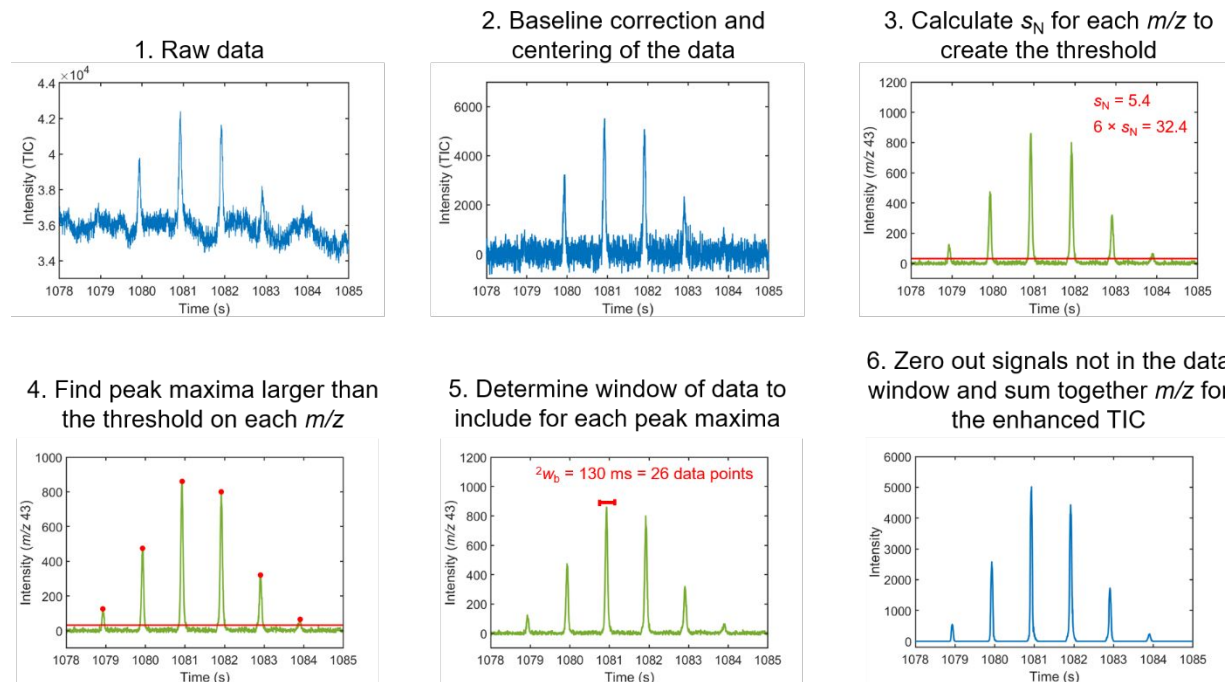 1. Raw data
×10⁴
4.4
4.2
4
3.8
3.6
3.4
Intensity (TIC)
1078 1079 1080 1081 1082 1083 1084 1085
Time (s)
2. Baseline correction and
centering of the data
6000
4000
2000
0
Intensity (TIC)
1078 1079 1080 1081 1082 1083 1084 1085
Time (s)
3. Calculate sN for each m/z to
create the threshold
1200
1000
800
600
400
200
0
Intensity (m/z 43)
sN = 5.4
6 × sN = 32.4
1078 1079 1080 1081 1082 1083 1084 1085
Time (s)
4. Find peak maxima larger than
the threshold on each m/z
1000
800
600
400
200
0
Intensity (m/z 43)
1078 1079 1080 1081 1082 1083 1084 1085
Time (s)
5. Determine window of data to
include for each peak maxima
1200
1000
800
600
400
200
0
Intensity (m/z 43)
²wb = 130 ms = 26 data points
1078 1079 1080 1081 1082 1083 1084 1085
Time (s)
6. Zero out signals not in the data
window and sum together m/z for
the enhanced TIC
6000
5000
4000
3000
2000
1000
0
Intensity
1078 1079 1080 1081 1082 1083 1084 1085
Time (s)